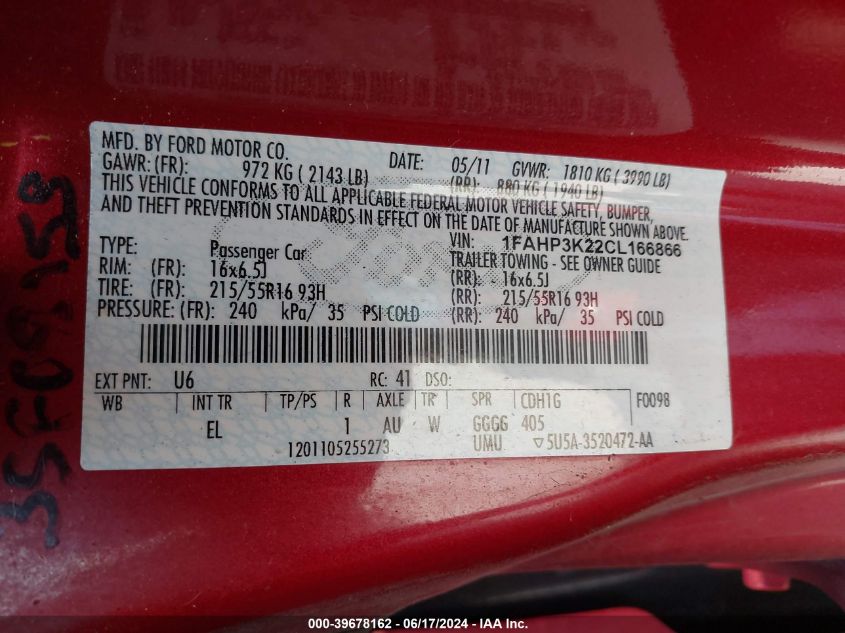 MFD. BY FORD MOTOR CO.
DATE: 05/11 GVWR: 1810 KG ( 3990 LB)
GAWR: (FR): 972 KG ( 2143 LB) (RR): 880 KG ( 1940 LB)
THIS VEHICLE CONFORMS TO ALL APPLICABLE FEDERAL MOTOR VEHICLE SAFETY, BUMPER,
AND THEFT PREVENTION STANDARDS IN EFFECT ON THE DATE OF MANUFACTURE SHOWN ABOVE.
VIN: 1FAHP3K22CL166866
TYPE: Passenger Car TRAILER TOWING - SEE OWNER GUIDE
RIM: (FR): 16x6.5J (RR): 16x6.5J
TIRE: (FR): 215/55R16 93H (RR): 215/55R16 93H
PRESSURE: (FR): 240 kPa/ 35 PSI COLD (RR): 240 kPa/ 35 PSI COLD
EXT PNT: U6 RC: 41 DSO:
WB INT TR TP/PS R AXLE TR SPR CDH1G F0098
EL 1 AU W GGGG 405
1201105255273 UMU ▽5U5A-3520472-AA
000-39678162 - 06/17/2024 - IAA Inc.